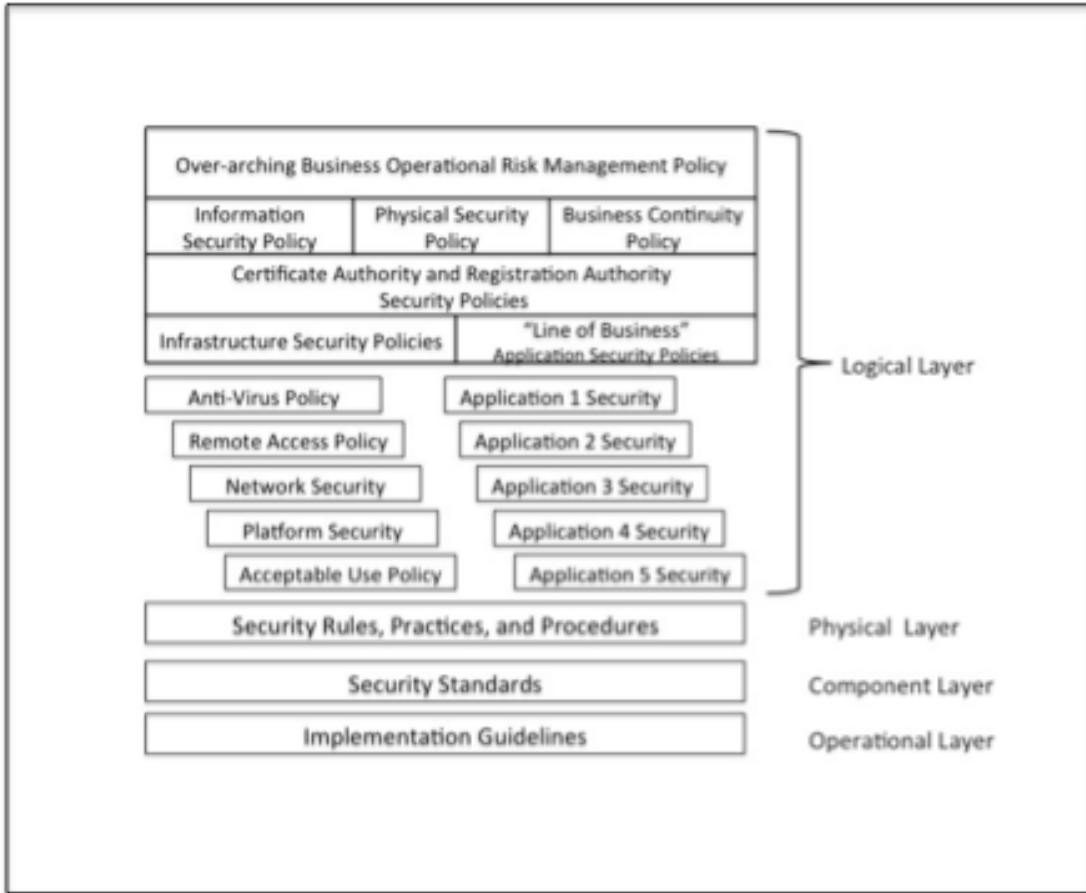 Over-arching Business Operational Risk Management Policy
Information
Security Policy
Physical Security
Policy
Business Continuity
Policy
Certificate Authority and Registration Authority
Security Policies
Infrastructure Security Policies
“Line of Business”
Application Security Policies
Logical Layer
Anti-Virus Policy
Application 1 Security
Remote Access Policy
Application 2 Security
Network Security
Application 3 Security
Platform Security
Application 4 Security
Acceptable Use Policy
Application 5 Security
Security Rules, Practices, and Procedures
Physical Layer
Security Standards
Component Layer
Implementation Guidelines
Operational Layer